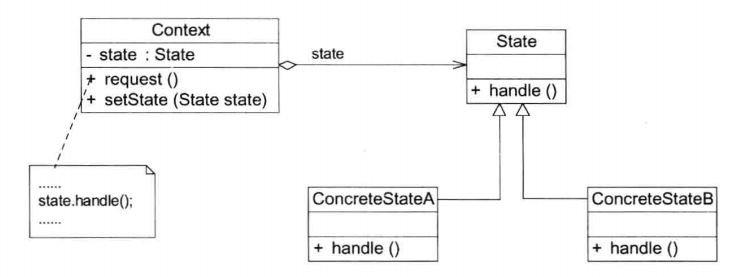 Context
- state : State
+ request ()
+ setState (State state)
state
State
+ handle ()
......
state.handle();
......
ConcreteStateA
+ handle ()
ConcreteStateB
+ handle ()